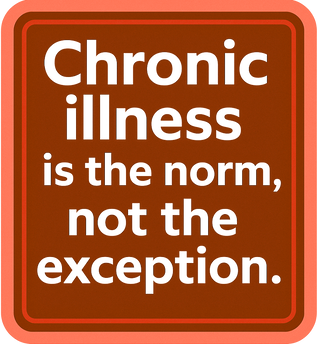 Chronic
illness
is the norm,
not the
exception.